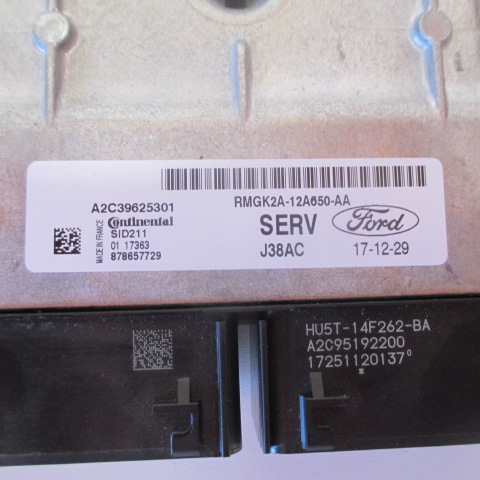 RMGK2A-12A650-AA
A2C39625301
Continental
SID211
01 17363
878657729
MADE IN FRANCE
SERV
Ford
J38AC
17-12-29
HU5T-14F262-BA
A2C95192200
17251120137⁰
*